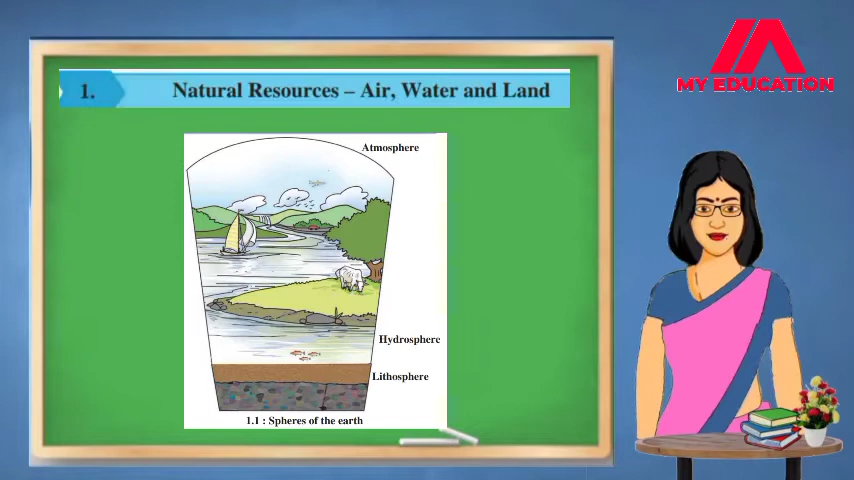 1. Natural Resources – Air, Water and Land
MY EDUCATION
Atmosphere
Hydrosphere
Lithosphere
1.1 : Spheres of the earth